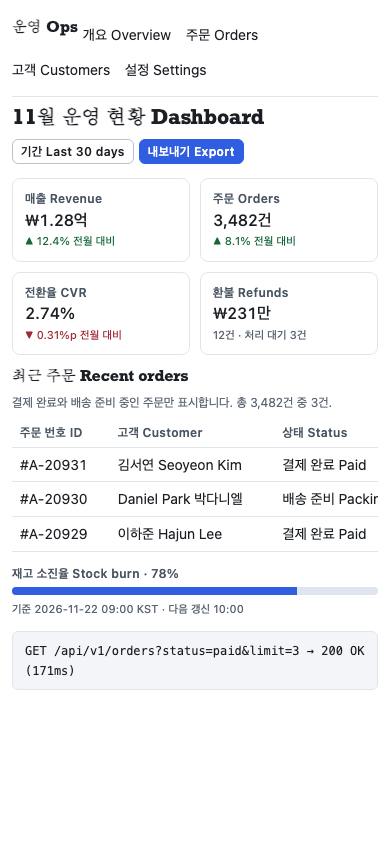 운영 Ops 개요 Overview 주문 Orders
고객 Customers 설정 Settings
11월 운영 현황 Dashboard
기간 Last 30 days 내보내기 Export
매출 Revenue
₩1.28억
▲ 12.4% 전월 대비
주문 Orders
3,482건
▲ 8.1% 전월 대비
전환율 CVR
2.74%
▼ 0.31%p 전월 대비
환불 Refunds
₩231만
12건 · 처리 대기 3건
최근 주문 Recent orders
결제 완료와 배송 준비 중인 주문만 표시합니다. 총 3,482건 중 3건.
주문 번호 ID 고객 Customer 상태 Status
#A-20931 김서연 Seoyeon Kim 결제 완료 Paid
#A-20930 Daniel Park 박다니엘 배송 준비 Packin
#A-20929 이하준 Hajun Lee 결제 완료 Paid
재고 소진율 Stock burn · 78%
기준 2026-11-22 09:00 KST · 다음 갱신 10:00
GET /api/v1/orders?status=paid&limit=3 → 200 OK
(171ms)